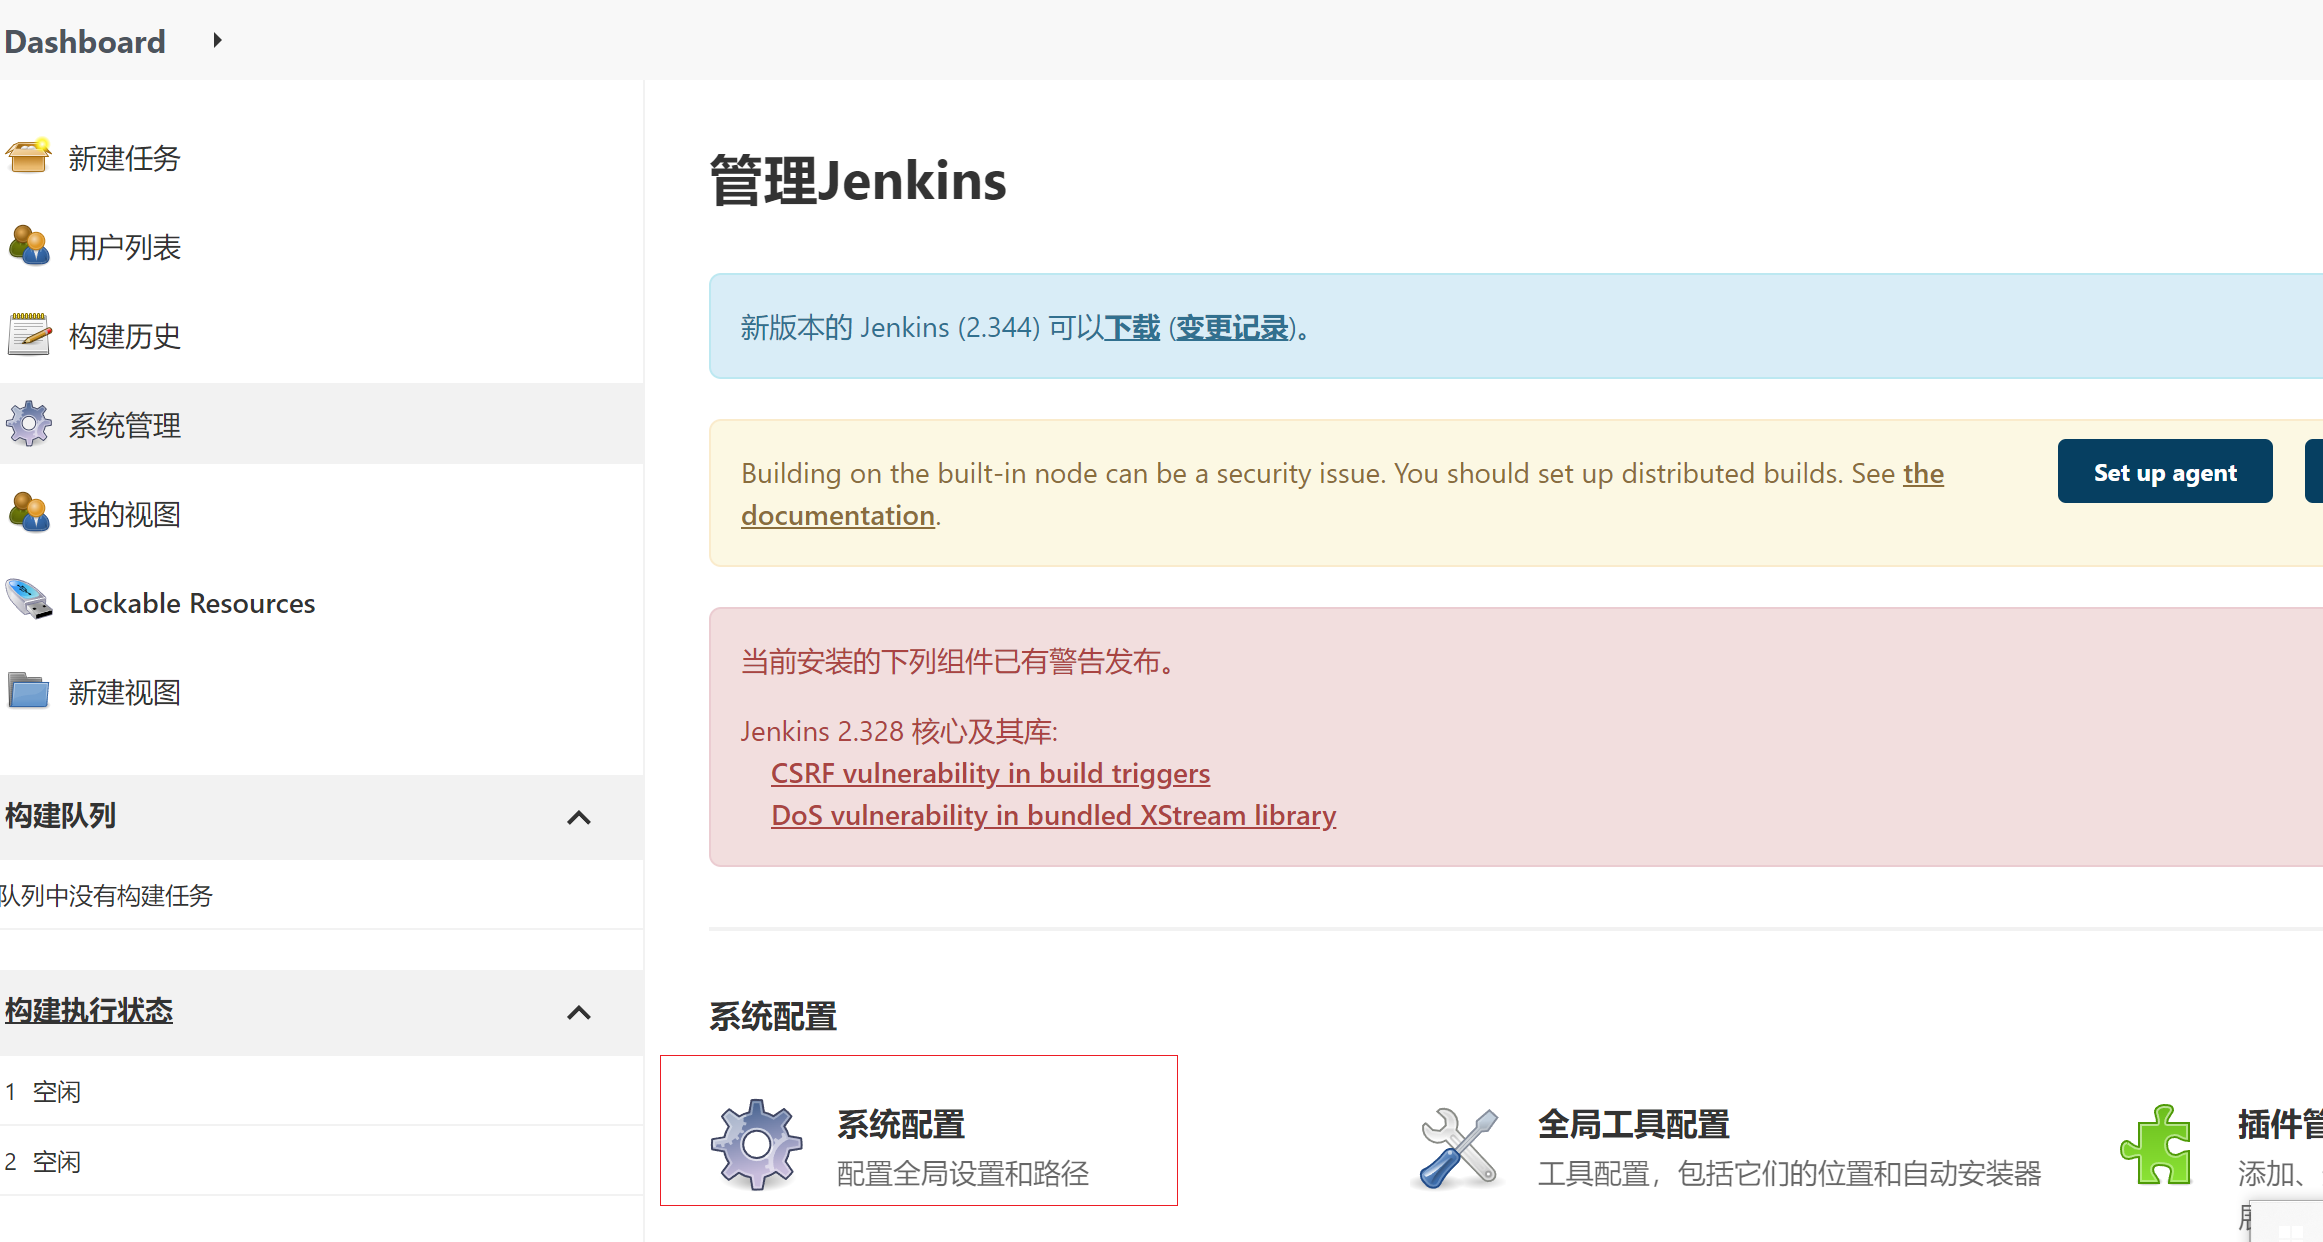 Dashboard
新建任务
用户列表
构建历史
系统管理
我的视图
Lockable Resources
新建视图
构建队列
队列中没有构建任务
构建执行状态
1 空闲
2 空闲
管理Jenkins
新版本的 Jenkins (2.344) 可以下载 (变更记录)。
Building on the built-in node can be a security issue. You should set up distributed builds. See the
documentation.
Set up agent
当前安装的下列组件已有警告发布。
Jenkins 2.328 核心及其库:
CSRF vulnerability in build triggers
DoS vulnerability in bundled XStream library
系统配置
系统配置
配置全局设置和路径
全局工具配置
工具配置，包括它们的位置和自动安装器
插件管
添加、